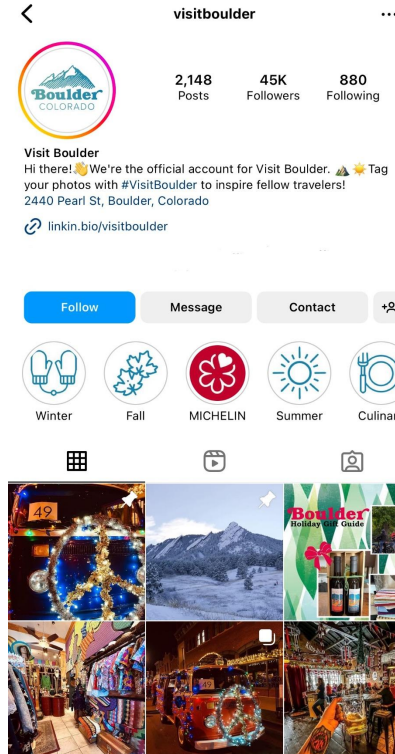 visitboulder
Boulder
COLORADO
2,148 45K 880
Posts Followers Following
Visit Boulder
Hi there!👋We're the official account for Visit Boulder. ⛰️☀️Tag
your photos with #VisitBoulder to inspire fellow travelers!
2440 Pearl St, Boulder, Colorado
linkin.bio/visitboulder
Follow Message Contact
Winter Fall MICHELIN Summer Culinar
49
Boulder
Holiday Gift Guide